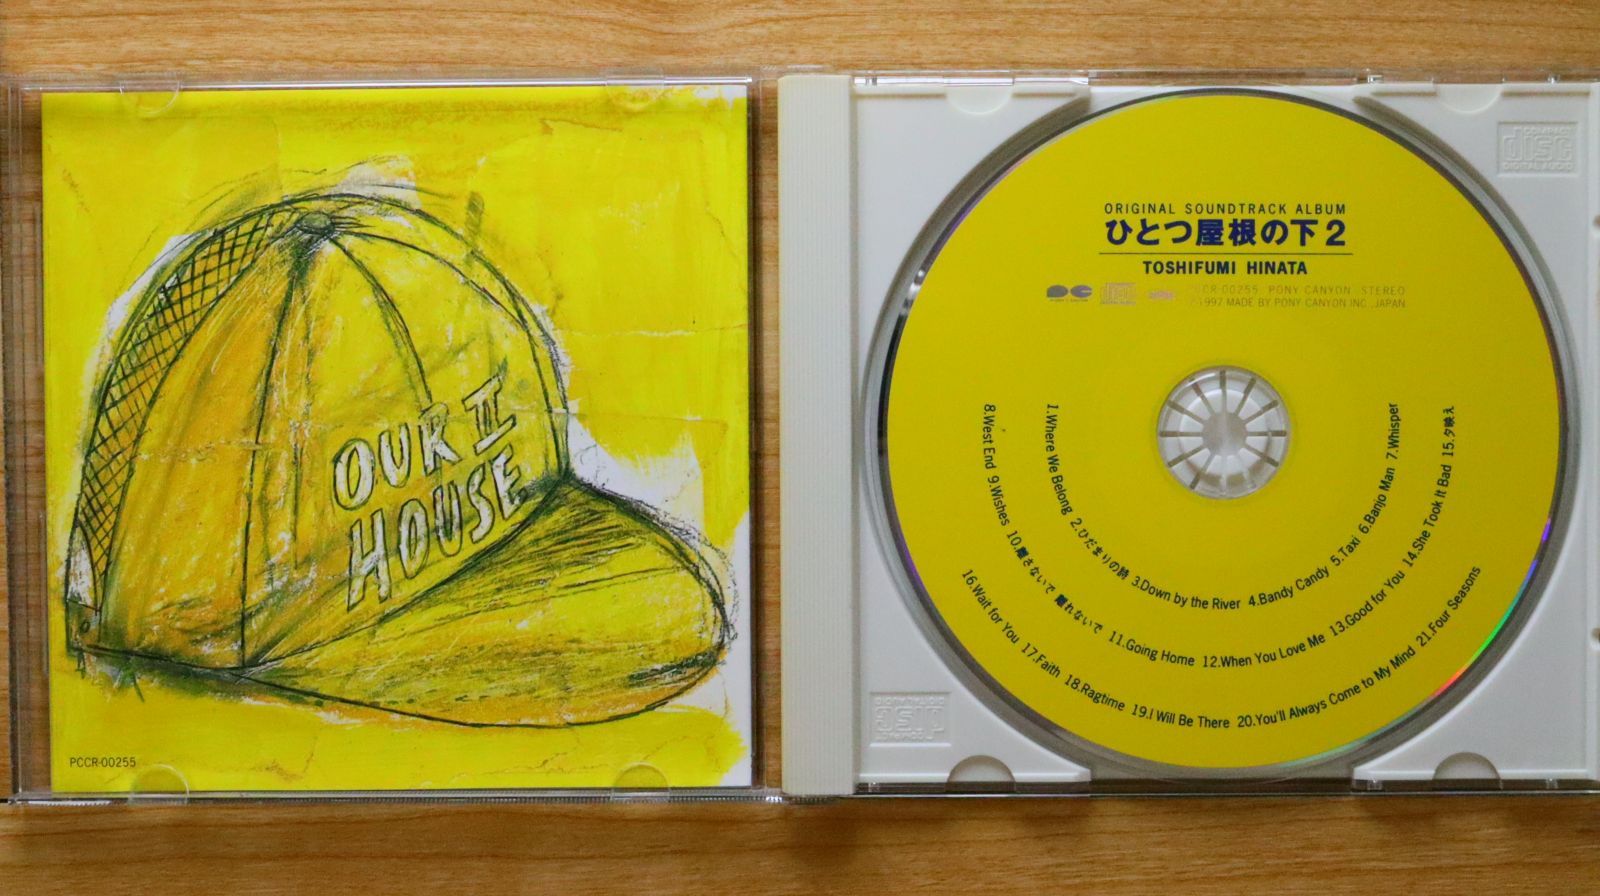 OUR II
HOUSE
PCCR-00255
COMPACT
disc
DIGITAL AUDIO
ORIGINAL SOUNDTRACK ALBUM
ひとつ屋根の下2
TOSHIFUMI HINATA
PCCR-00255 PONY CANYON STEREO
1997 MADE BY PONY CANYON INC., JAPAN
1.Where We Belong 2.ひだまりの詩 3.Down by the River 4.Bandy Candy 5.Taxi 6.Banjo Man 7.Whisper
8.West End 9.Wishes 10.離さないで 離れないで 11.Going Home 12.When You Love Me 13.Good for You 14.She Took It Bad 15.夕映え
16.Wait for You 17.Faith 18.Ragtime 19.I Will Be There 20.You'll Always Come to My Mind 21.Four Seasons